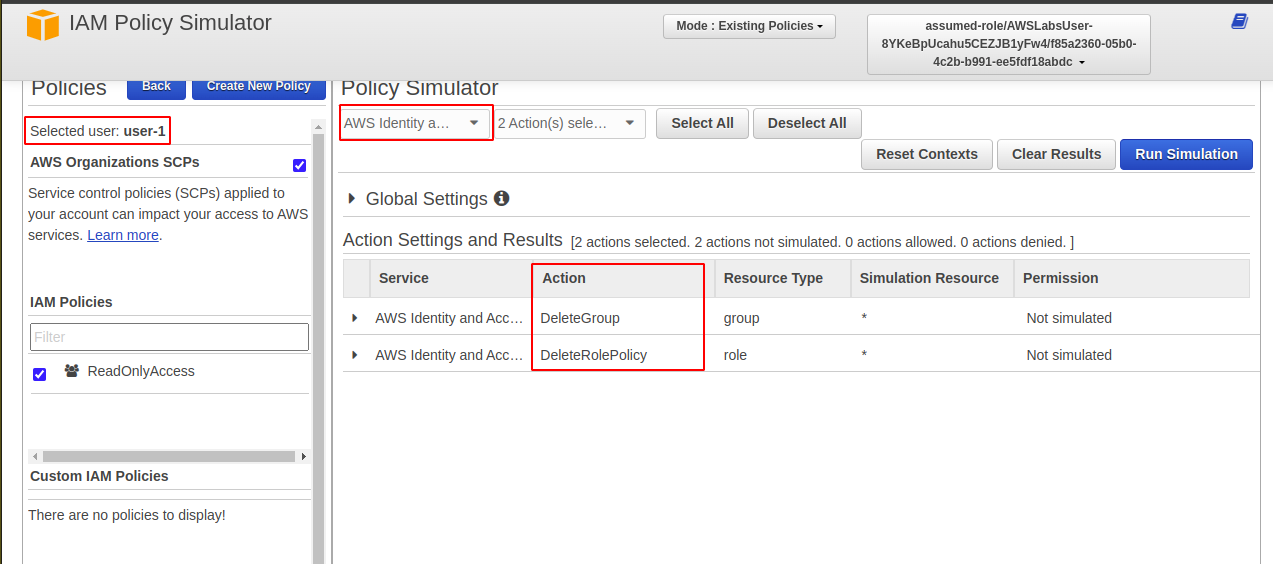 IAM Policy Simulator
Mode : Existing Policies
assumed-role/AWSLabsUser-
8YKeBpUcahu5CEZJB1yFw4/f85a2360-05b0-
4c2b-b991-ee5fdf18abdc
Policies
Back
Create New Policy
Selected user: user-1
AWS Organizations SCPs
Service control policies (SCPs) applied to
your account can impact your access to AWS
services. Learn more.
IAM Policies
Filter
ReadOnlyAccess
Custom IAM Policies
There are no policies to display!
Policy Simulator
AWS Identity a...
2 Action(s) sele...
Select All
Deselect All
Reset Contexts
Clear Results
Run Simulation
Global Settings
Action Settings and Results [2 actions selected. 2 actions not simulated. 0 actions allowed. 0 actions denied. ]
Service Action Resource Type Simulation Resource Permission
AWS Identity and Acc... DeleteGroup group * Not simulated
AWS Identity and Acc... DeleteRolePolicy role * Not simulated